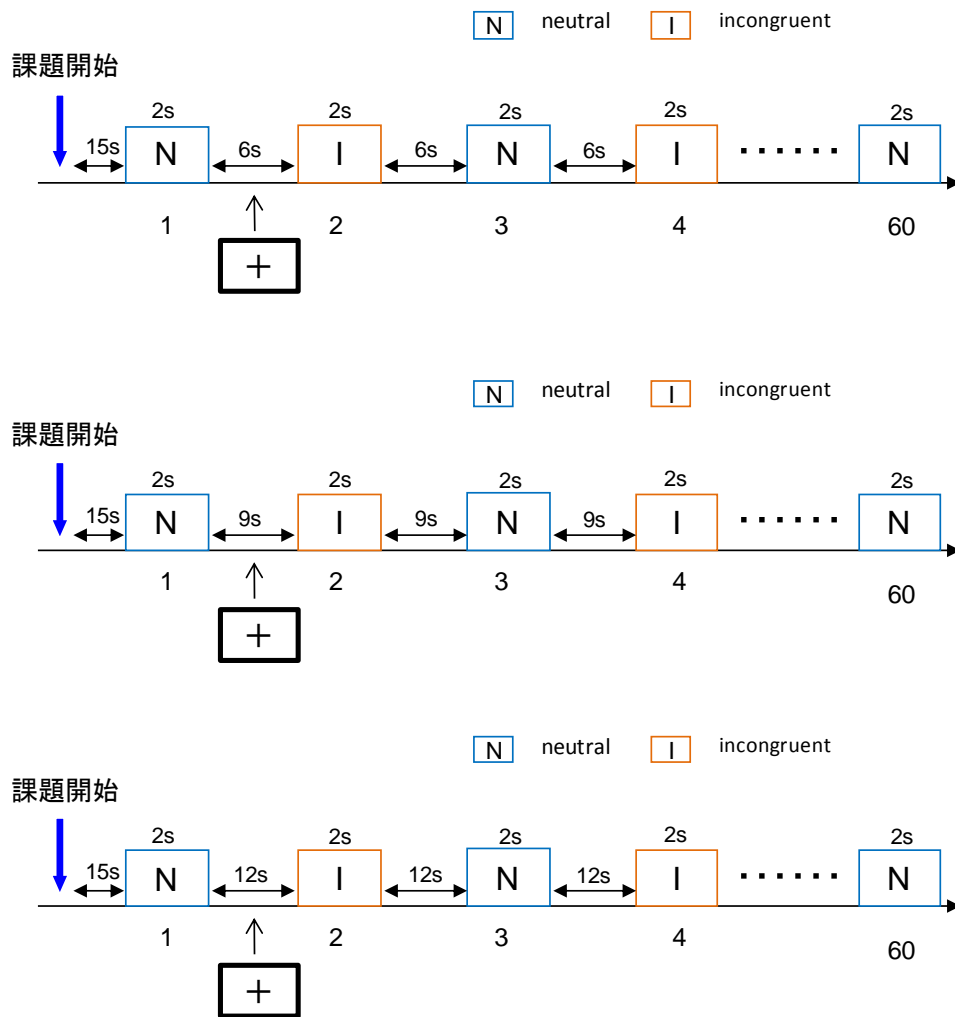 N neutral I incongruent
課題開始
2s 2s 2s 2s 2s
15s N 6s I 6s N 6s I ・・・・・・ N
1 2 3 4 60
+
N neutral I incongruent
課題開始
2s 2s 2s 2s 2s
15s N 9s I 9s N 9s I ・・・・・・ N
1 2 3 4 60
+
N neutral I incongruent
課題開始
2s 2s 2s 2s 2s
15s N 12s I 12s N 12s I ・・・・・・ N
1 2 3 4 60
+